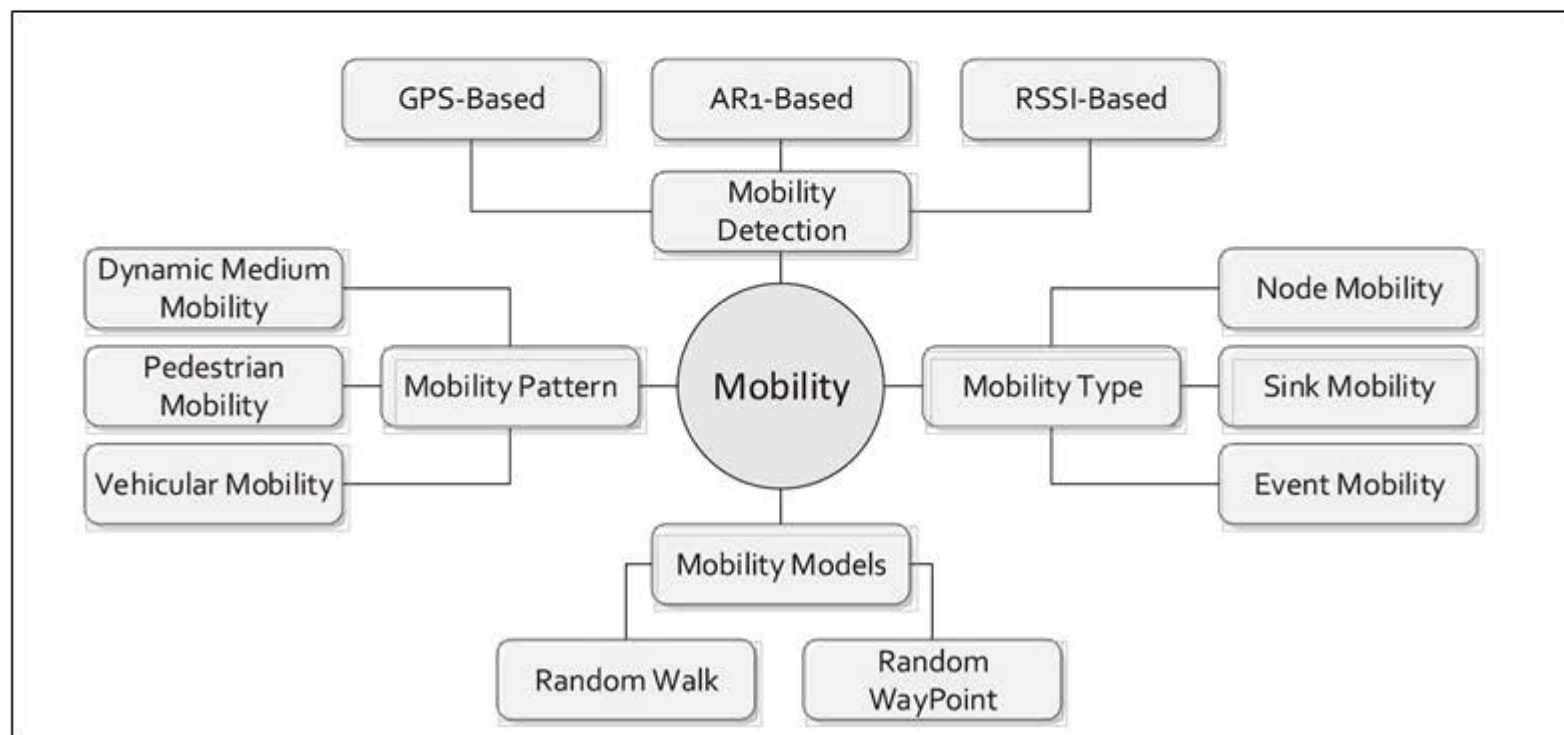 GPS-Based
AR1-Based
RSSI-Based
Mobility
Detection
Dynamic Medium
Mobility
Pedestrian
Mobility
Vehicular Mobility
Mobility Pattern
Mobility
Mobility Type
Node Mobility
Sink Mobility
Event Mobility
Mobility Models
Random Walk
Random
WayPoint